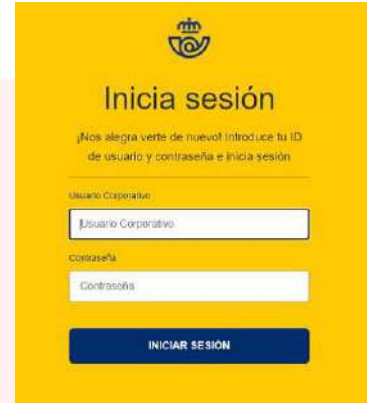 Inicia sesión
¡Nos alegra verte de nuevo! Introduce tu ID
de usuario y contraseña e inicia sesión
Usuario Corporativo
Usuario Corporativo
Contraseña
Contraseña
INICIAR SESIÓN